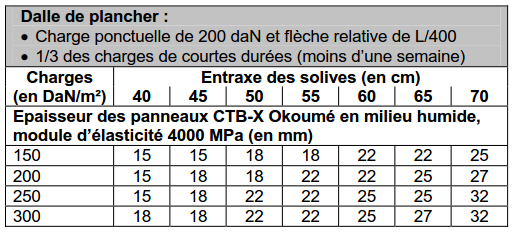 Dalle de plancher :
• Charge ponctuelle de 200 daN et flèche relative de L/400
• 1/3 des charges de courtes durées (moins d'une semaine)
Charges Entraxe des solives (en cm)
(en DaN/m²) 40 45 50 55 60 65 70
Epaisseur des panneaux CTB-X Okoumé en milieu humide,
module d'élasticité 4000 MPa (en mm)
150 15 15 18 18 22 22 25
200 15 18 18 22 22 25 27
250 15 18 22 22 25 25 32
300 18 18 22 22 25 27 32